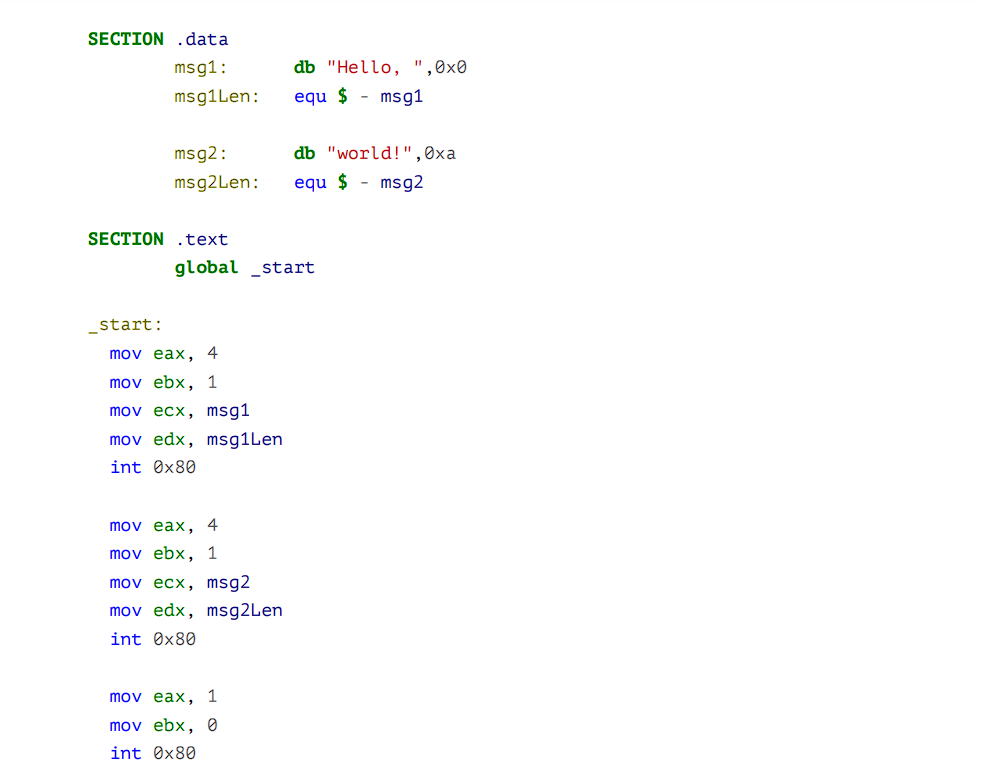 SECTION .data
        msg1:      db "Hello, ",0x0
        msg1Len:   equ $ - msg1

        msg2:      db "world!",0xa
        msg2Len:   equ $ - msg2

SECTION .text
        global _start

_start:
  mov eax, 4
  mov ebx, 1
  mov ecx, msg1
  mov edx, msg1Len
  int 0x80

  mov eax, 4
  mov ebx, 1
  mov ecx, msg2
  mov edx, msg2Len
  int 0x80

  mov eax, 1
  mov ebx, 0
  int 0x80